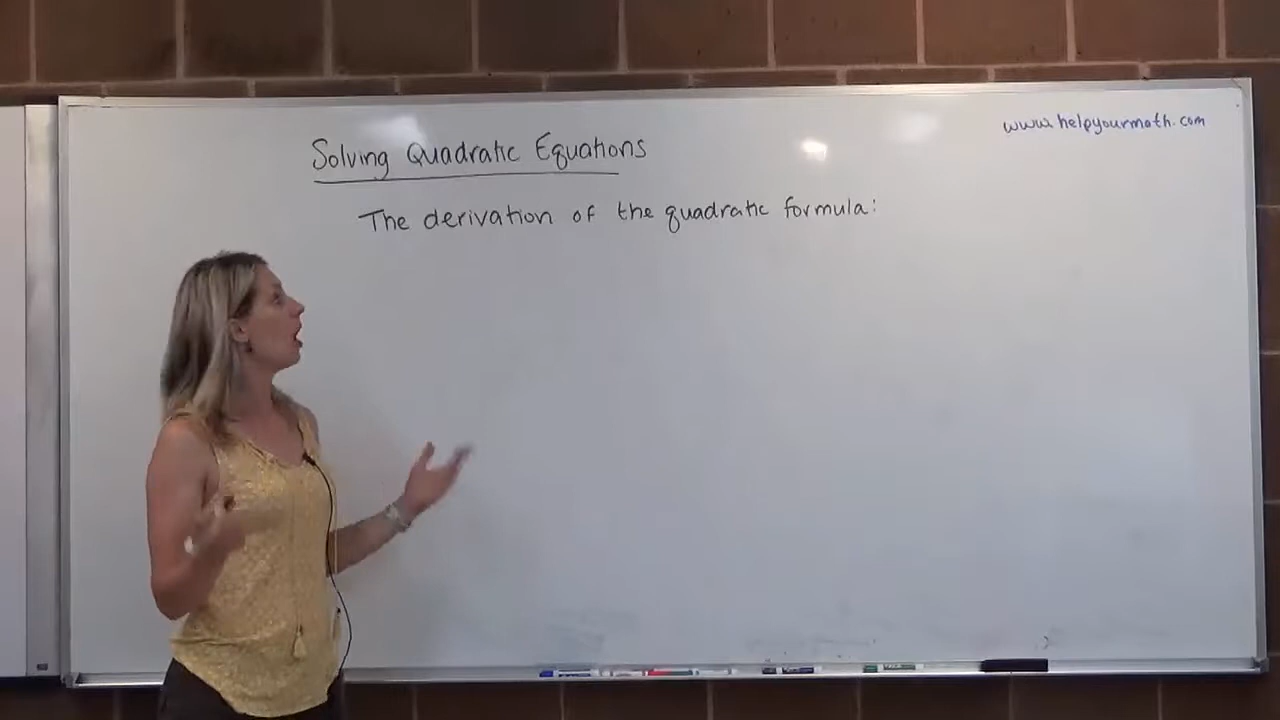 www.helpyourmath.com
Solving Quadratic Equations
The derivation of the quadratic formula: